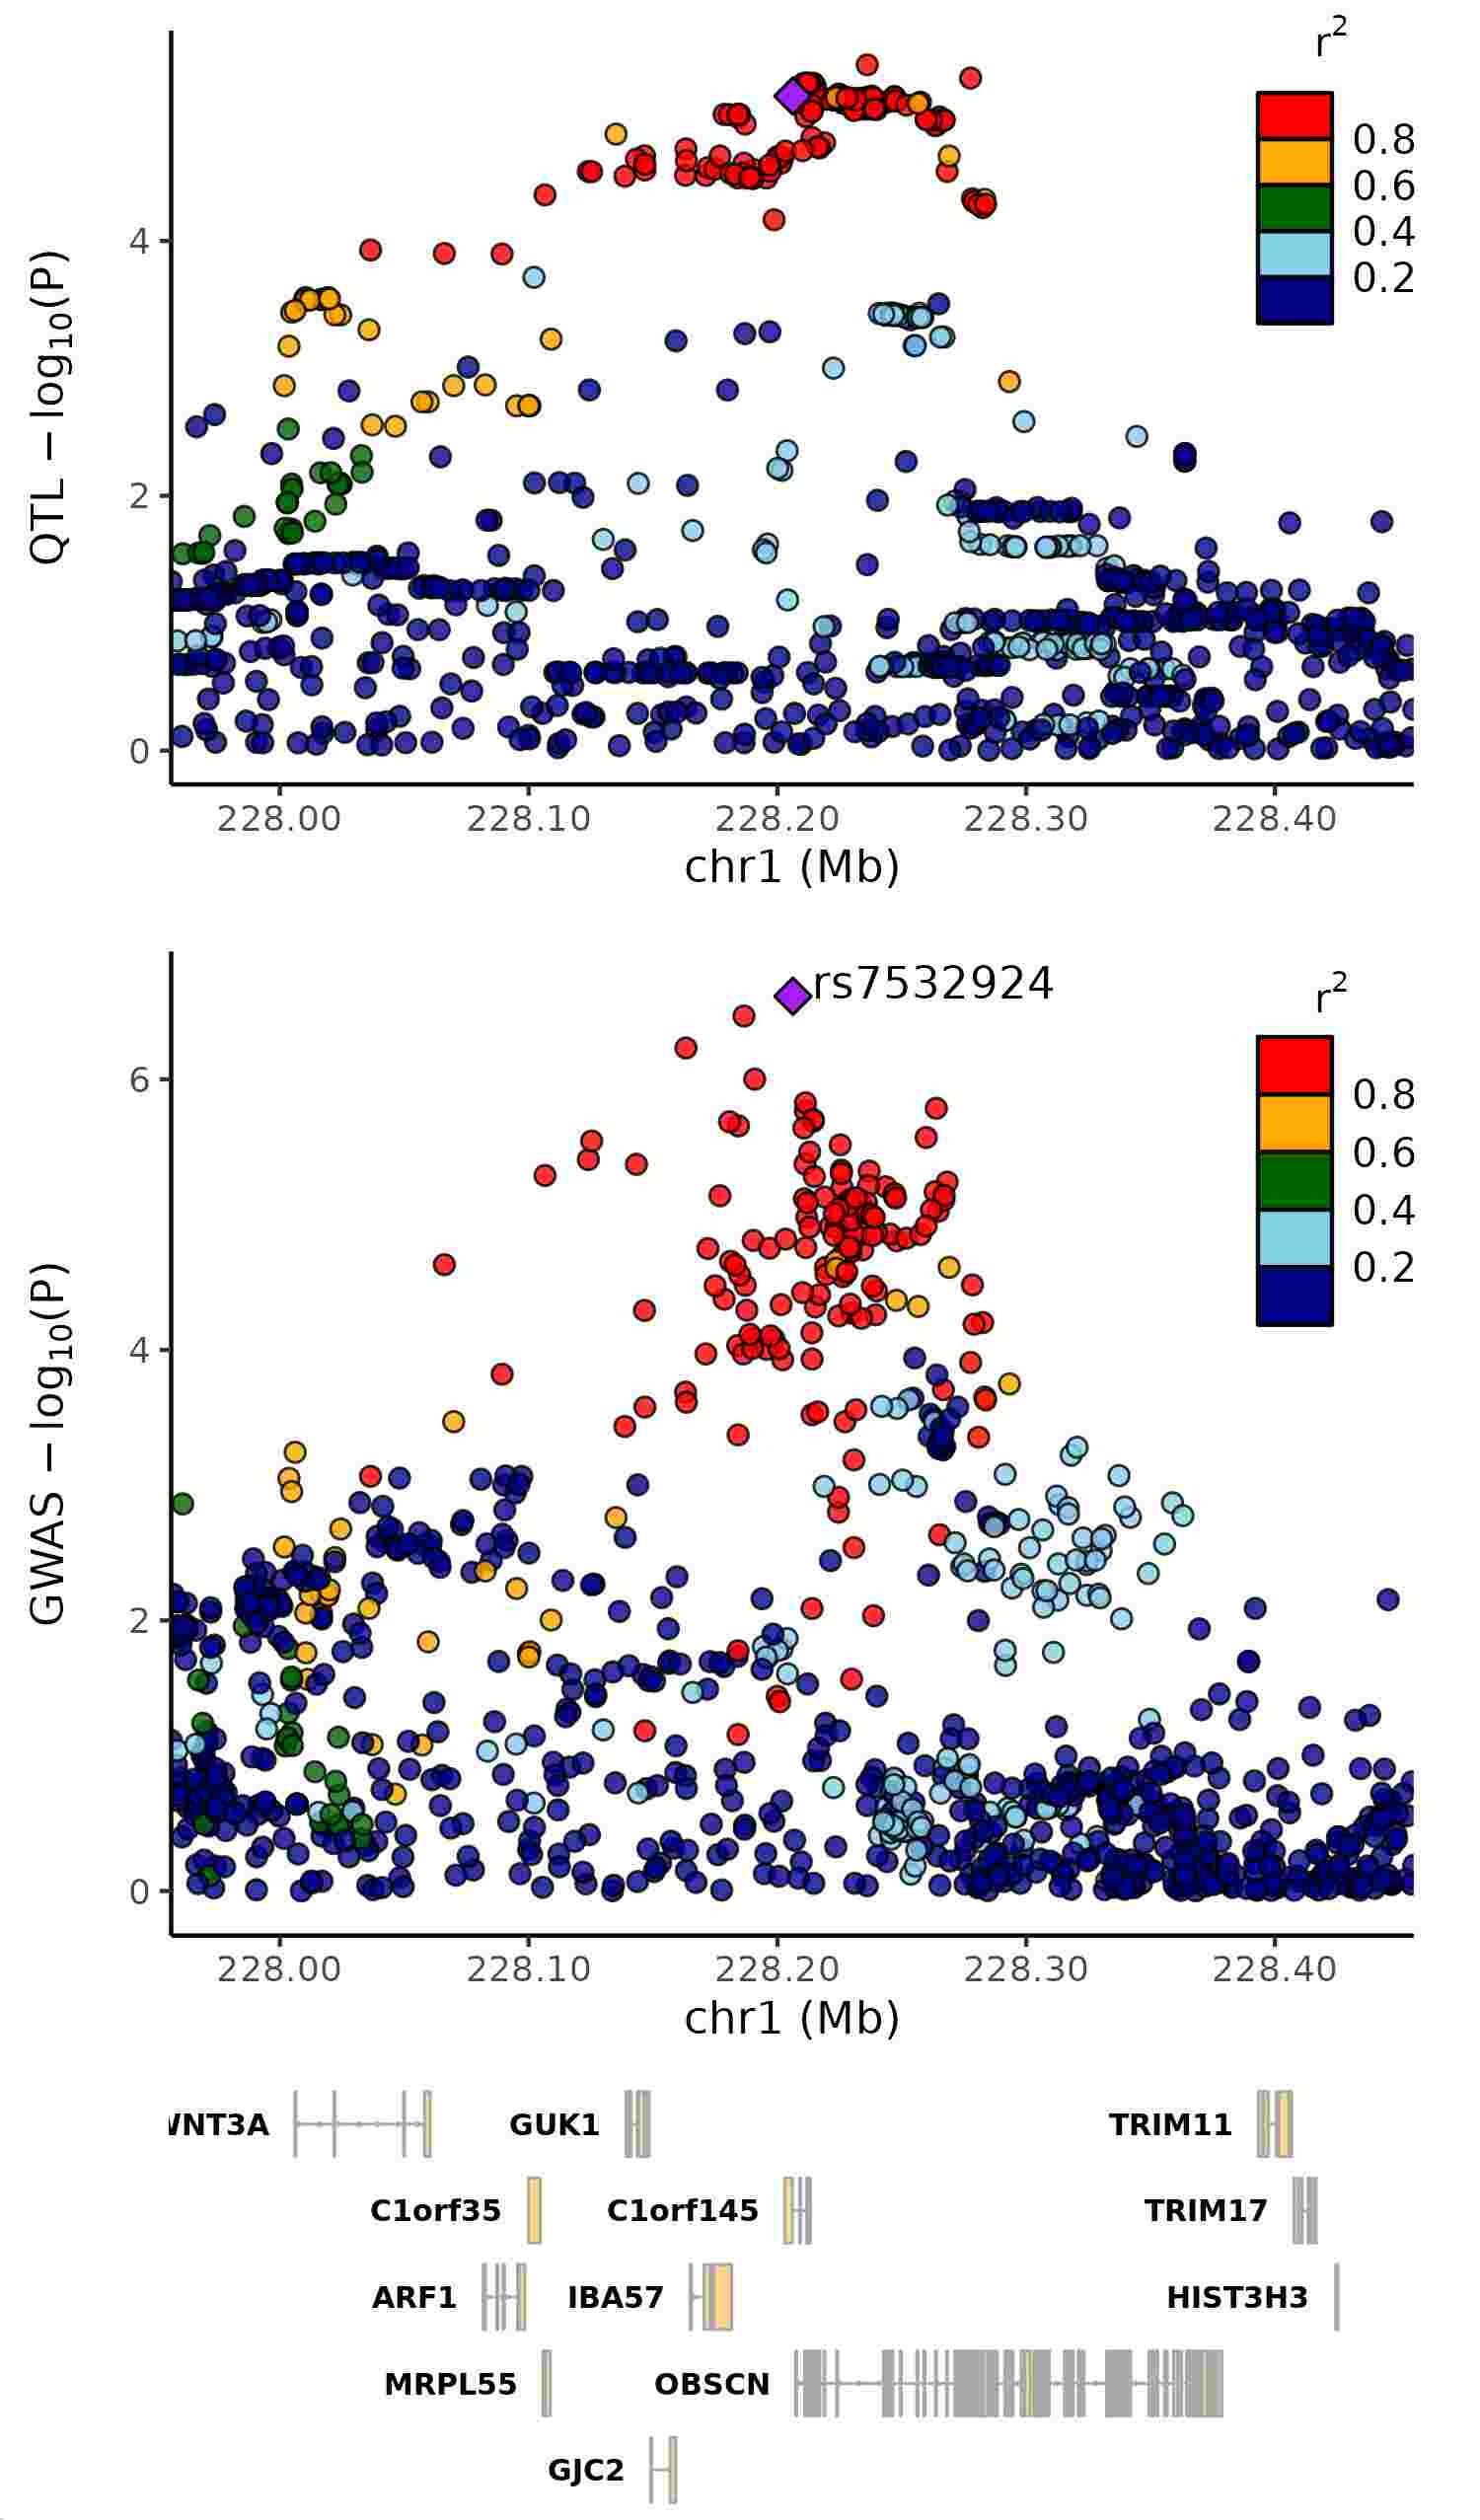 r²
0.8
0.6
0.4
0.2
QTL − log₁₀(P)
4
2
0
228.00 228.10 228.20 228.30 228.40
chr1 (Mb)
rs7532924
r²
0.8
0.6
0.4
0.2
GWAS − log₁₀(P)
6
4
2
0
228.00 228.10 228.20 228.30 228.40
chr1 (Mb)
WNT3A GUK1 TRIM11
C1orf35 C1orf145 TRIM17
ARF1 IBA57 HIST3H3
MRPL55 OBSCN
GJC2